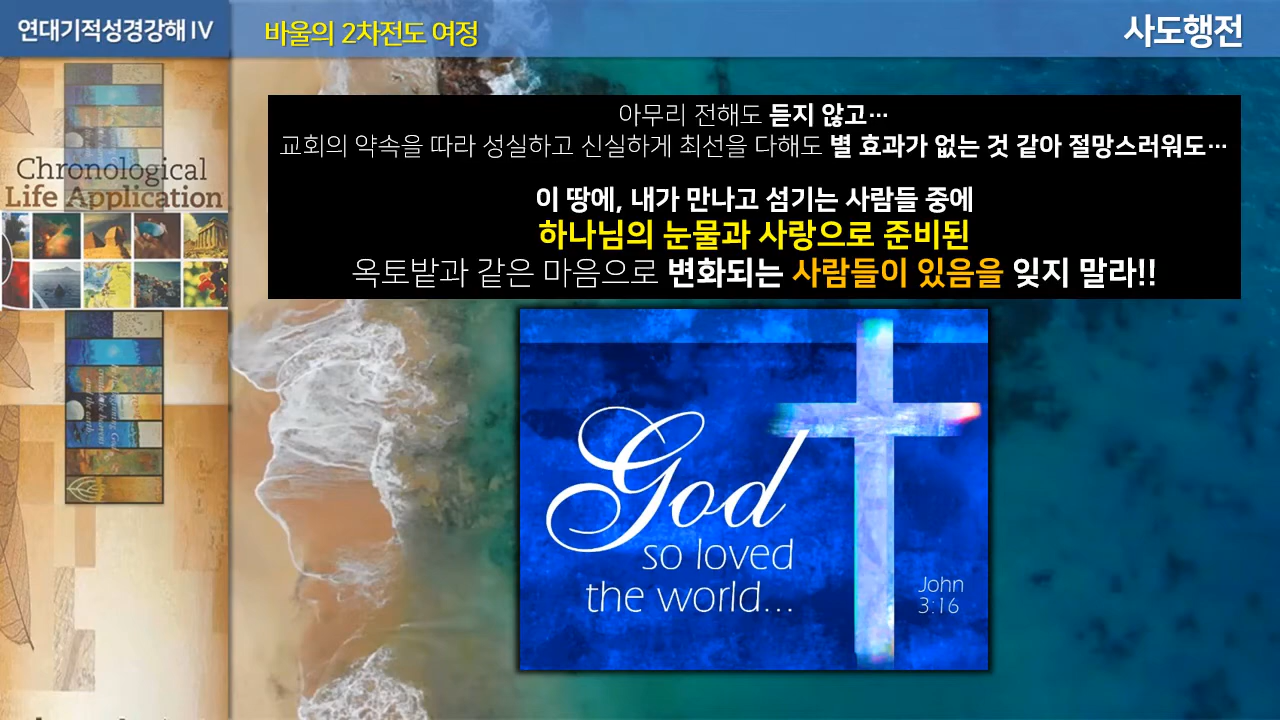 연대기적성경강해 IV
바울의 2차전도 여정
사도행전
Chronological
Life Application
아무리 전해도 듣지 않고…
교회의 약속을 따라 성실하고 신실하게 최선을 다해도 별 효과가 없는 것 같아 절망스러워도…
이 땅에, 내가 만나고 섬기는 사람들 중에
하나님의 눈물과 사랑으로 준비된
옥토밭과 같은 마음으로 변화되는 사람들이 있음을 잊지 말라!!
God
so loved
the world...
John
3:16